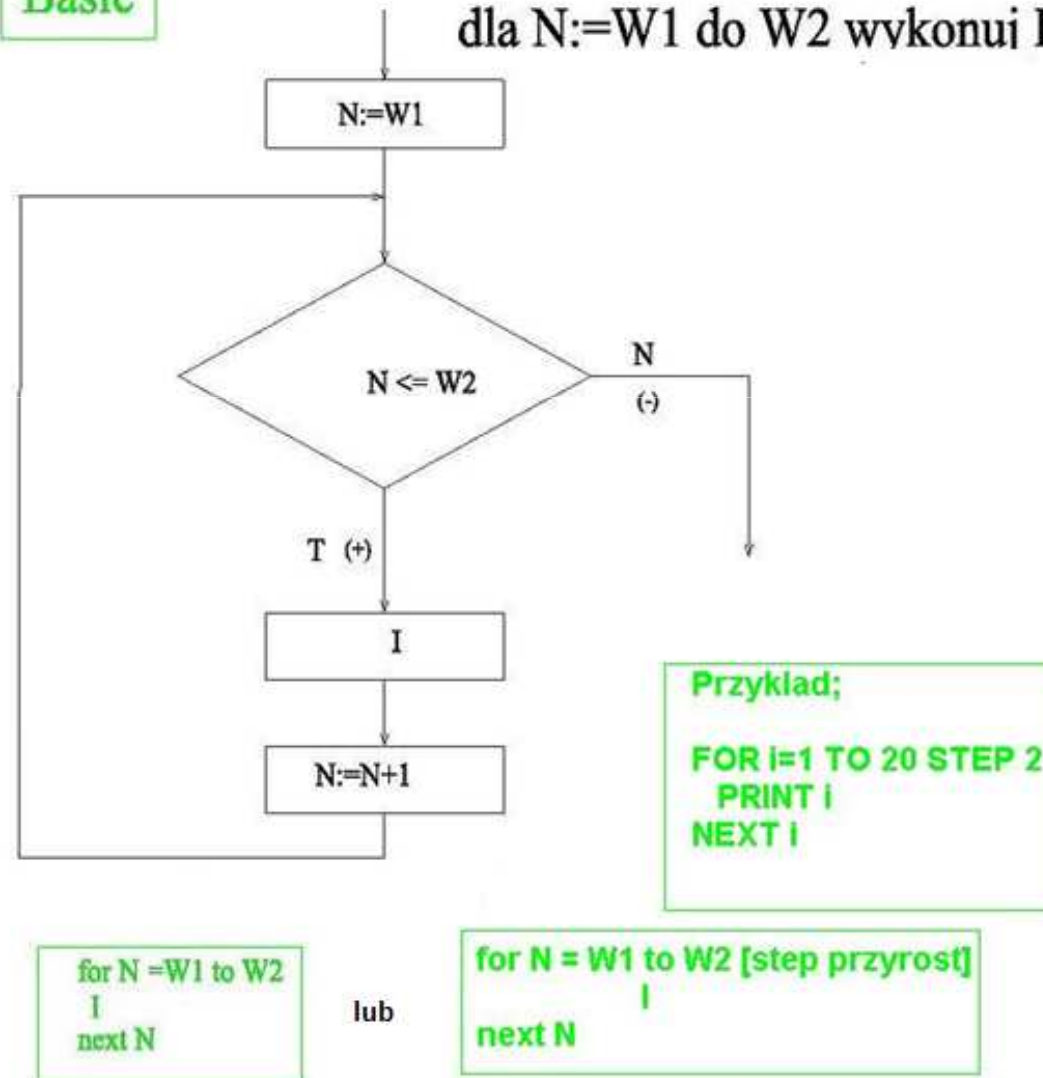 Basic
dla N:=W1 do W2 wykonuj I
N:=W1
N <= W2
N
(-)
T (+)
I
N:=N+1
Przyklad;
FOR i=1 TO 20 STEP 2
PRINT i
NEXT i
for N =W1 to W2
I
next N
lub
for N = W1 to W2 [step przyrost]
I
next N